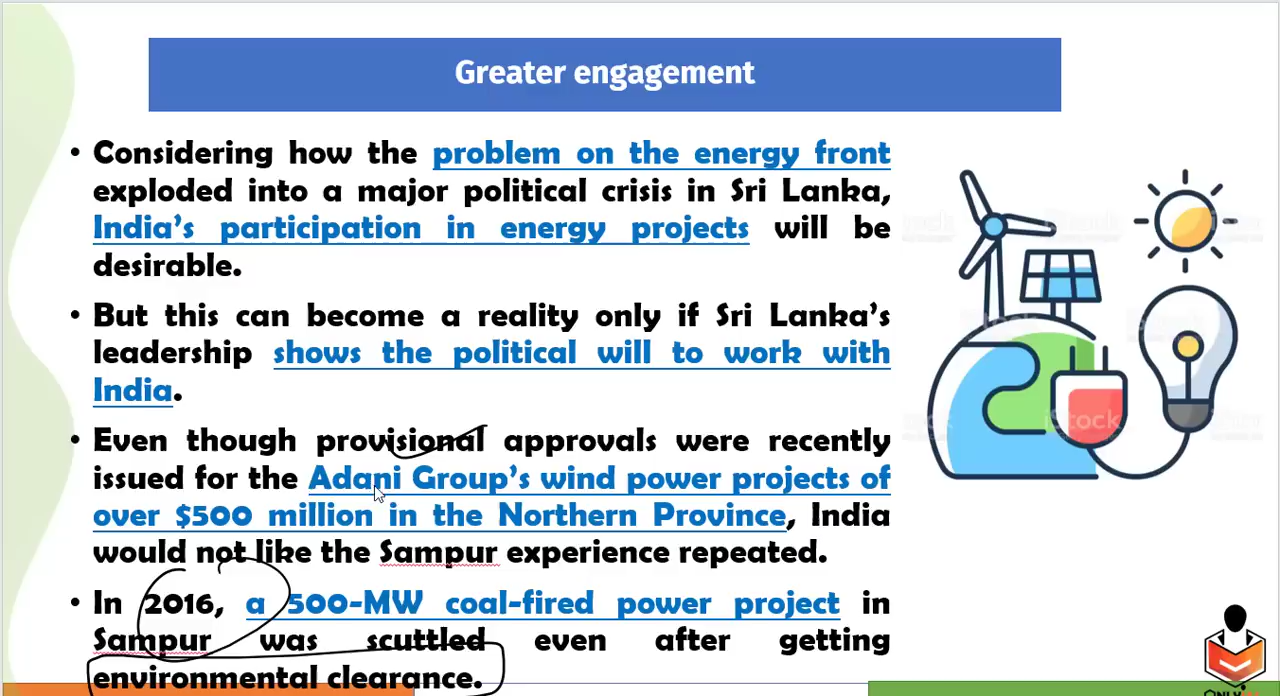 Greater engagement
• Considering how the problem on the energy front
exploded into a major political crisis in Sri Lanka,
India's participation in energy projects will be
desirable.
• But this can become a reality only if Sri Lanka's
leadership shows the political will to work with
India.
• Even though provisional approvals were recently
issued for the Adani Group's wind power projects of
over $500 million in the Northern Province, India
would not like the Sampur experience repeated.
• In 2016, a 500-MW coal-fired power project in
Sampur was scuttled even after getting
environmental clearance.
iStock